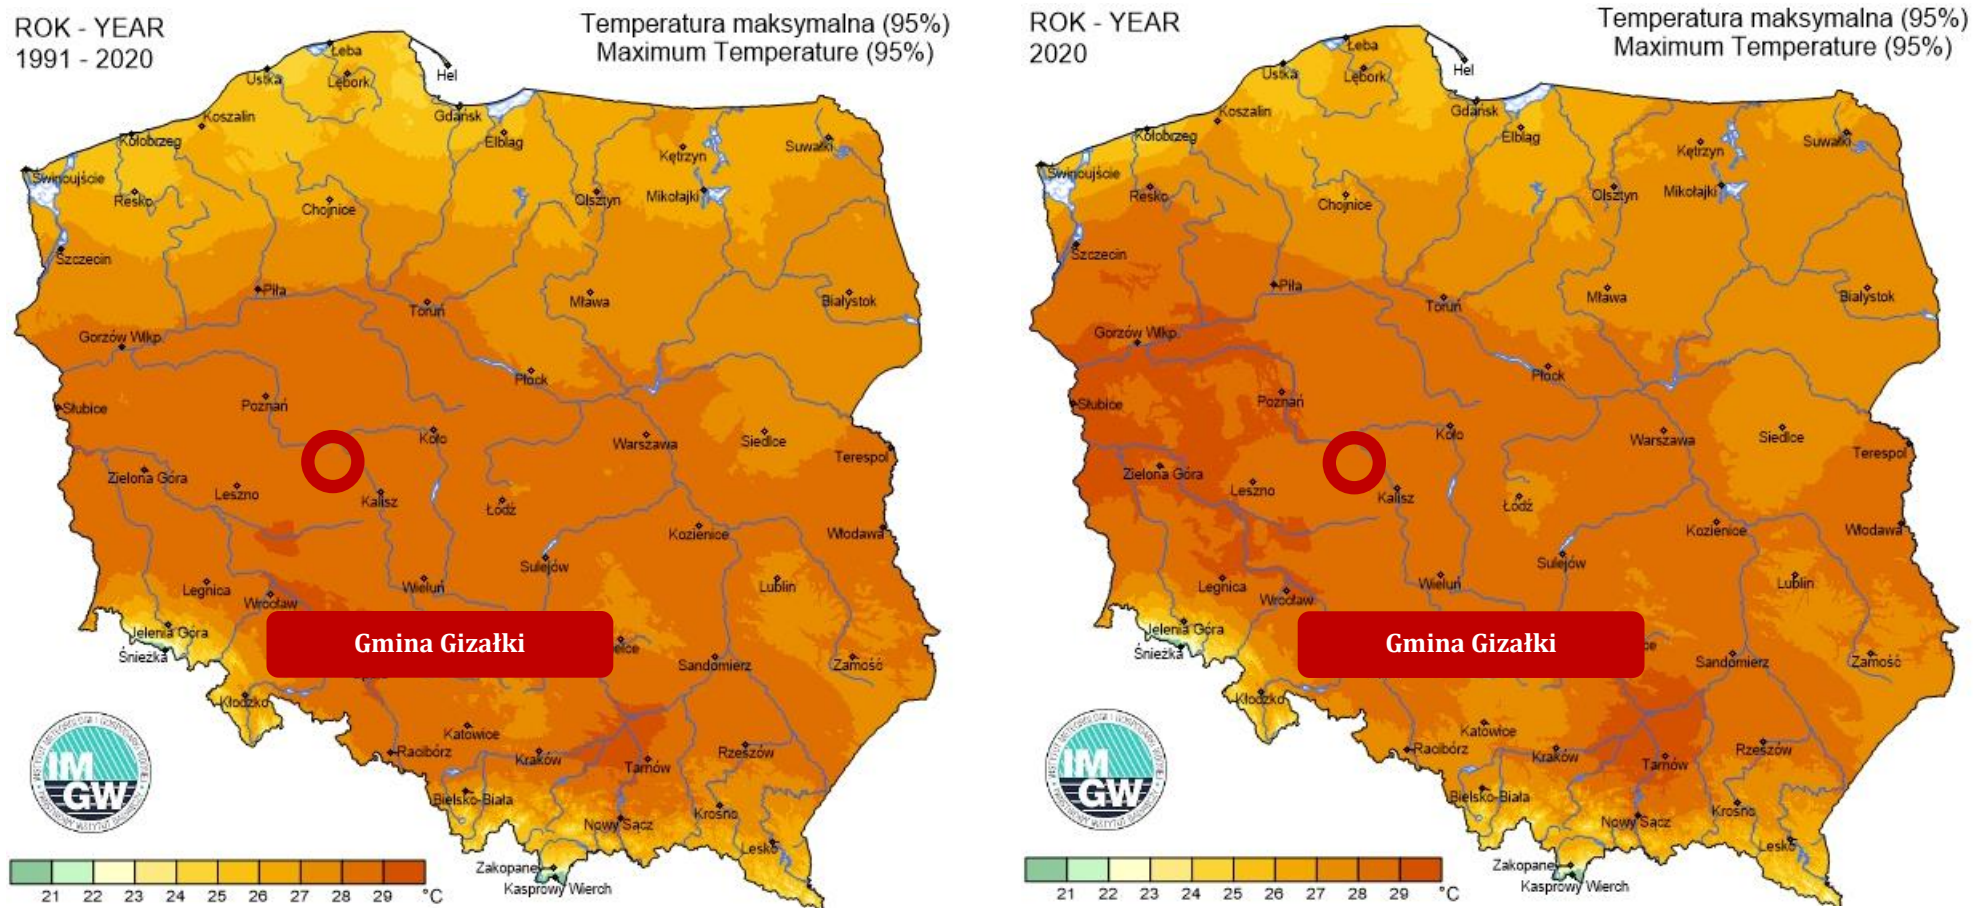 ROK - YEAR
1991 - 2020
Temperatura maksymalna (95%)
Maximum Temperature (95%)
Łeba
Ustka
Lębork
Hel
Koszalin
Gdańsk
Kołobrzeg
Elbląg
Suwałki
Kętrzyn
Świnoujście
Resko
Chojnice
Olsztyn
Mikołajki
Szczecin
Piła
Toruń
Mława
Białystok
Gorzów Wlkp.
Płock
Słubice
Poznań
Koło
Warszawa
Siedlce
Terespol
Zielona Góra
Leszno
Kalisz
Łódź
Kozienice
Włodawa
Sulejów
Legnica
Wrocław
Wieluń
Lublin
Jelenia Góra
Śnieżka
Gmina Gizałki
elce
Sandomierz
Zamość
Kłodzko
Katowice
Racibórz
Kraków
Tarnów
Rzeszów
Bielsko-Biała
Nowy Sącz
Krosno
Lesko
Zakopane
Kasprowy Wierch
IM
GW
21 22 23 24 25 26 27 28 29 °C
ROK - YEAR
2020
Temperatura maksymalna (95%)
Maximum Temperature (95%)
Łeba
Ustka
Lębork
Hel
Koszalin
Gdańsk
Kołobrzeg
Elbląg
Suwałki
Kętrzyn
Świnoujście
Resko
Chojnice
Olsztyn
Mikołajki
Szczecin
Piła
Toruń
Mława
Białystok
Gorzów Wlkp.
Płock
Słubice
Poznań
Koło
Warszawa
Siedlce
Terespol
Zielona Góra
Leszno
Kalisz
Łódź
Kozienice
Włodawa
Sulejów
Legnica
Wrocław
Wieluń
Lublin
Jelenia Góra
Śnieżka
Gmina Gizałki
ce
Sandomierz
Zamość
Kłodzko
Katowice
Racibórz
Kraków
Tarnów
Rzeszów
Bielsko-Biała
Nowy Sącz
Krosno
Lesko
Zakopane
Kasprowy Wierch
IM
GW
21 22 23 24 25 26 27 28 29 °C